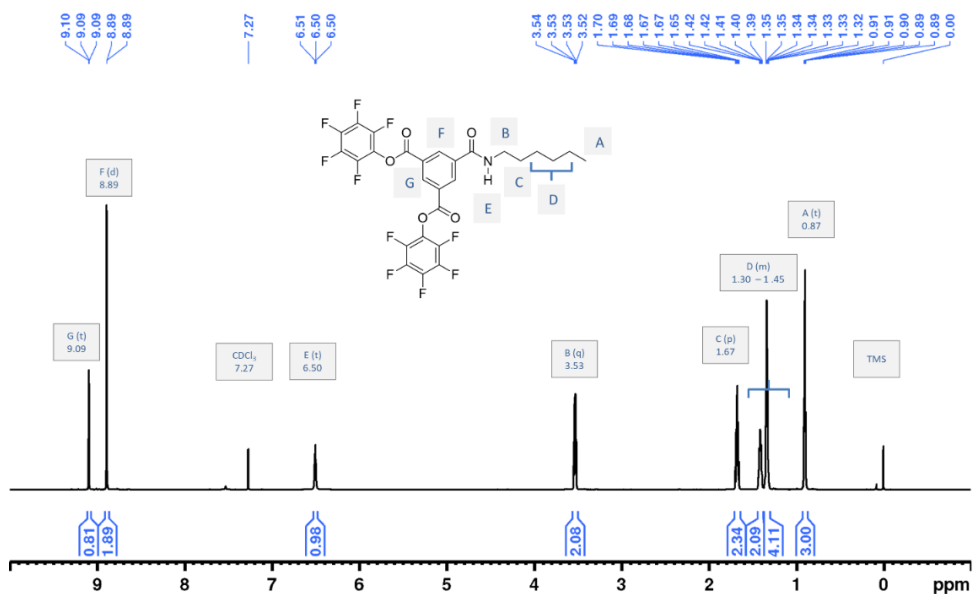 9.10 9.09 9.09 8.89 8.89 7.27 6.51 6.50 6.50 3.54 3.53 3.53 3.52 1.70 1.69 1.68 1.67 1.67 1.65 1.42 1.42 1.41 1.40 1.39 1.35 1.35 1.34 1.34 1.33 1.33 1.32 0.91 0.91 0.90 0.89 0.89 0.00
F
F F
F F
O
O
F
O
N
H
B
A
G
C
D
E
O
O
F F
F F
F
F (d)
8.89
G (t)
9.09
CDCl₃
7.27
E (t)
6.50
B (q)
3.53
C (p)
1.67
D (m)
1.30 – 1.45
A (t)
0.87
TMS
0.81 1.89 0.98 2.08 2.34 2.09 4.11 3.00
9 8 7 6 5 4 3 2 1 0 ppm